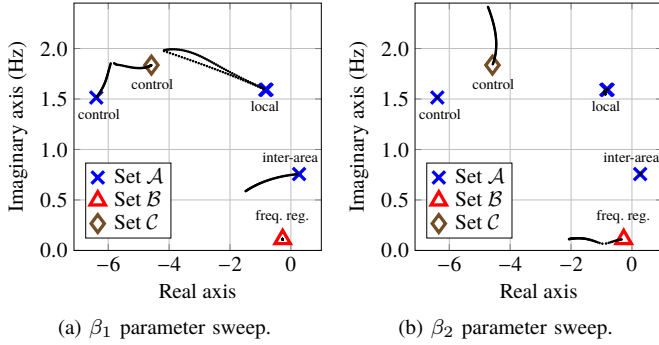 2.0
1.5
1.0
0.5
0.0
Imaginary axis (Hz)
control
control
local
inter-area
freq. reg.
Set 𝒜
Set ℬ
Set 𝒞
−6
−4
−2
0
Real axis
(a) β₁ parameter sweep.
2.0
1.5
1.0
0.5
0.0
Imaginary axis (Hz)
control
control
local
inter-area
freq. reg.
Set 𝒜
Set ℬ
Set 𝒞
−6
−4
−2
0
Real axis
(b) β₂ parameter sweep.